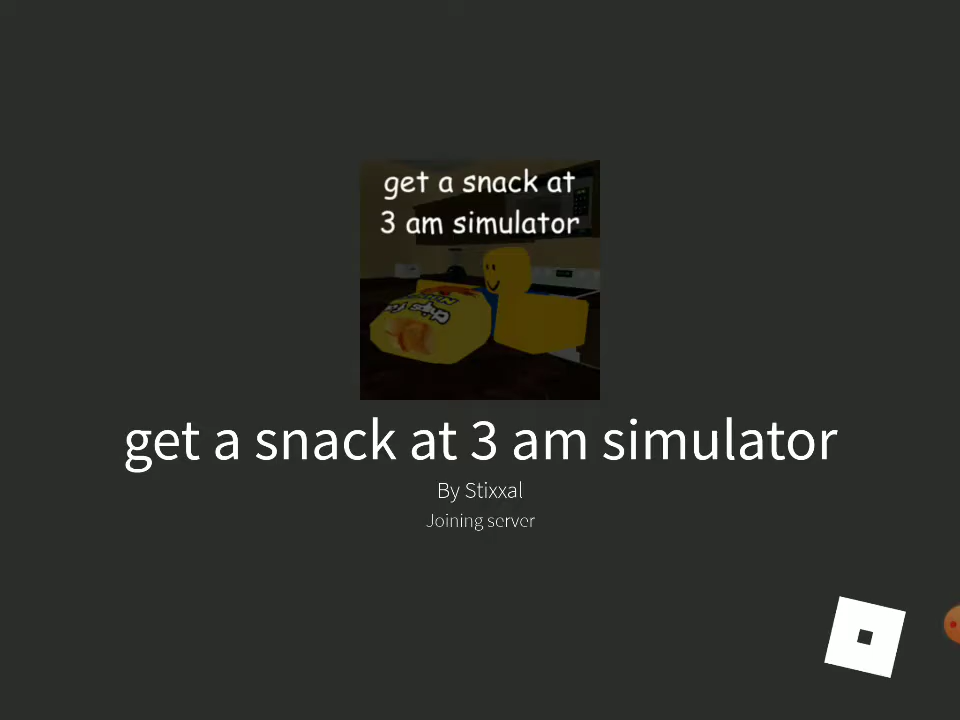 get a snack at
3 am simulator
get a snack at 3 am simulator
By Stixxal
Joining server